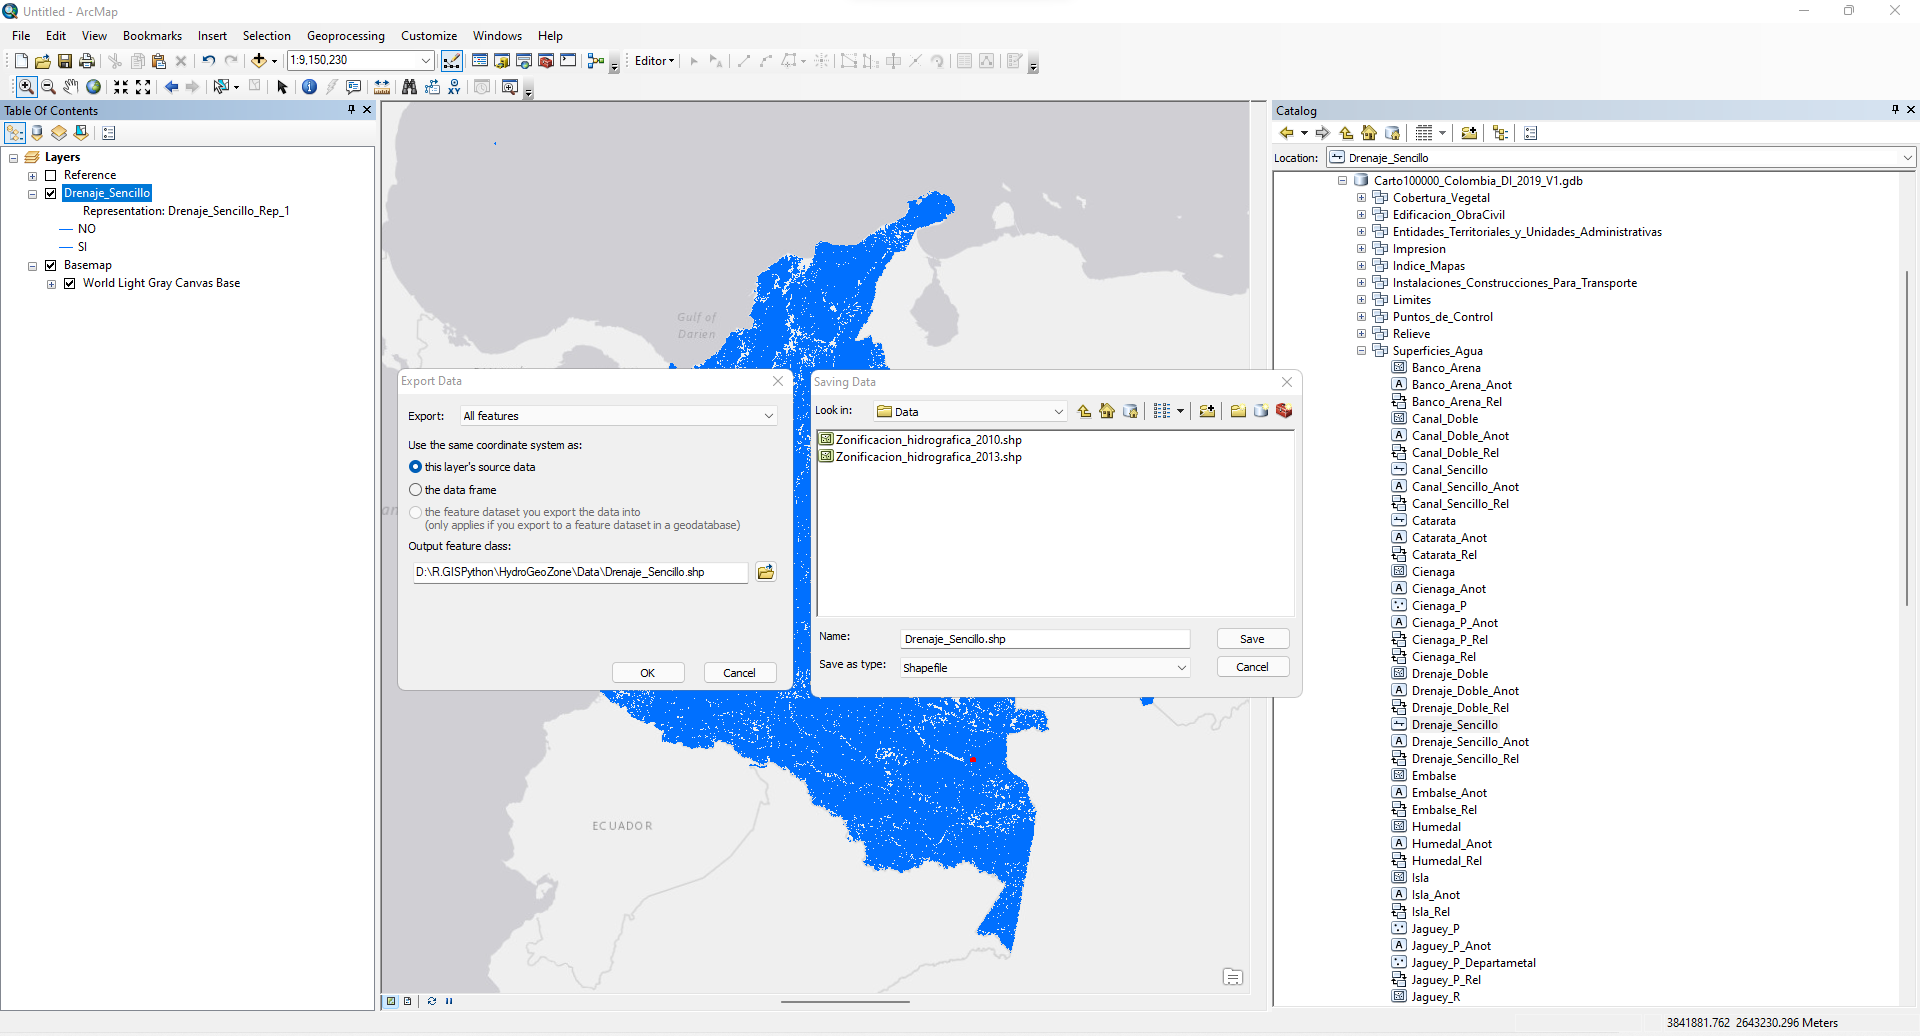 Untitled - ArcMap
File Edit View Bookmarks Insert Selection Geoprocessing Customize Windows Help
1:9,150,230
Editor
Table Of Contents
Layers
Reference
Drenaje_Sencillo
Representation: Drenaje_Sencillo_Rep_1
NO
SI
Basemap
World Light Gray Canvas Base
Gulf of
Darien
ECUADOR
Export Data
Export: All features
Use the same coordinate system as:
this layer's source data
the data frame
the feature dataset you export the data into
(only applies if you export to a feature dataset in a geodatabase)
Output feature class:
D:\R.GISPython\HydroGeoZone\Data\Drenaje_Sencillo.shp
OK Cancel
Saving Data
Look in: Data
Zonificacion_hidrografica_2010.shp
Zonificacion_hidrografica_2013.shp
Name: Drenaje_Sencillo.shp Save
Save as type: Shapefile Cancel
Catalog
Location: Drenaje_Sencillo
Carto100000_Colombia_DI_2019_V1.gdb
Cobertura_Vegetal
Edificacion_ObraCivil
Entidades_Territoriales_y_Unidades_Administrativas
Impresion
Indice_Mapas
Instalaciones_Construcciones_Para_Transporte
Limites
Puntos_de_Control
Relieve
Superficies_Agua
Banco_Arena
Banco_Arena_Anot
Banco_Arena_Rel
Canal_Doble
Canal_Doble_Anot
Canal_Doble_Rel
Canal_Sencillo
Canal_Sencillo_Anot
Canal_Sencillo_Rel
Catarata
Catarata_Anot
Catarata_Rel
Cienaga
Cienaga_Anot
Cienaga_P
Cienaga_P_Anot
Cienaga_P_Rel
Cienaga_Rel
Drenaje_Doble
Drenaje_Doble_Anot
Drenaje_Doble_Rel
Drenaje_Sencillo
Drenaje_Sencillo_Anot
Drenaje_Sencillo_Rel
Embalse
Embalse_Anot
Embalse_Rel
Humedal
Humedal_Anot
Humedal_Rel
Isla
Isla_Anot
Isla_Rel
Jaguey_P
Jaguey_P_Anot
Jaguey_P_Departametal
Jaguey_P_Rel
Jaguey_R
3841881.762 2643230.296 Meters